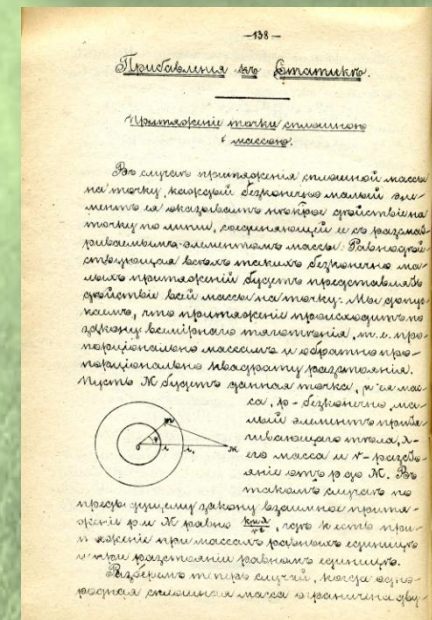 —138—
Прибавленія къ Статикѣ.
Притяженіе точки сплошною
массою.
Въ случаѣ притяженія сплошной массы
на точку, каждый безконечно малый эле-
ментъ ея оказываетъ дѣйствіе на
точку по линіи, соединяющей ее съ разсмат-
риваемымъ элементомъ массы. Равнодѣй-
ствующая всѣхъ такихъ безконечно ма-
лыхъ притяженій будетъ представлять
дѣйствіе всей массы на точку. Мы допус-
каемъ, что притяженіе происходитъ по
закону всемірнаго тяготѣнія, т. е. про-
порціонально массамъ и обратно про-
порціонально квадрату разстоянія.
Пусть М будетъ данная точка, ея мас-
са, р - безконечно ма-
лый элементъ притя-
гивающаго тѣла,
его масса и r - разсто-
яніе отъ р до М. Въ
такомъ случаѣ по
предыдущему закону взаимное притя-
женіе р и М равно гдѣ k есть при-
тяженіе при массахъ равныхъ единицѣ
и при разстояніи равномъ единицѣ.
Разберемъ теперь случай, когда одно-
родная сплошная масса ограничена дву-